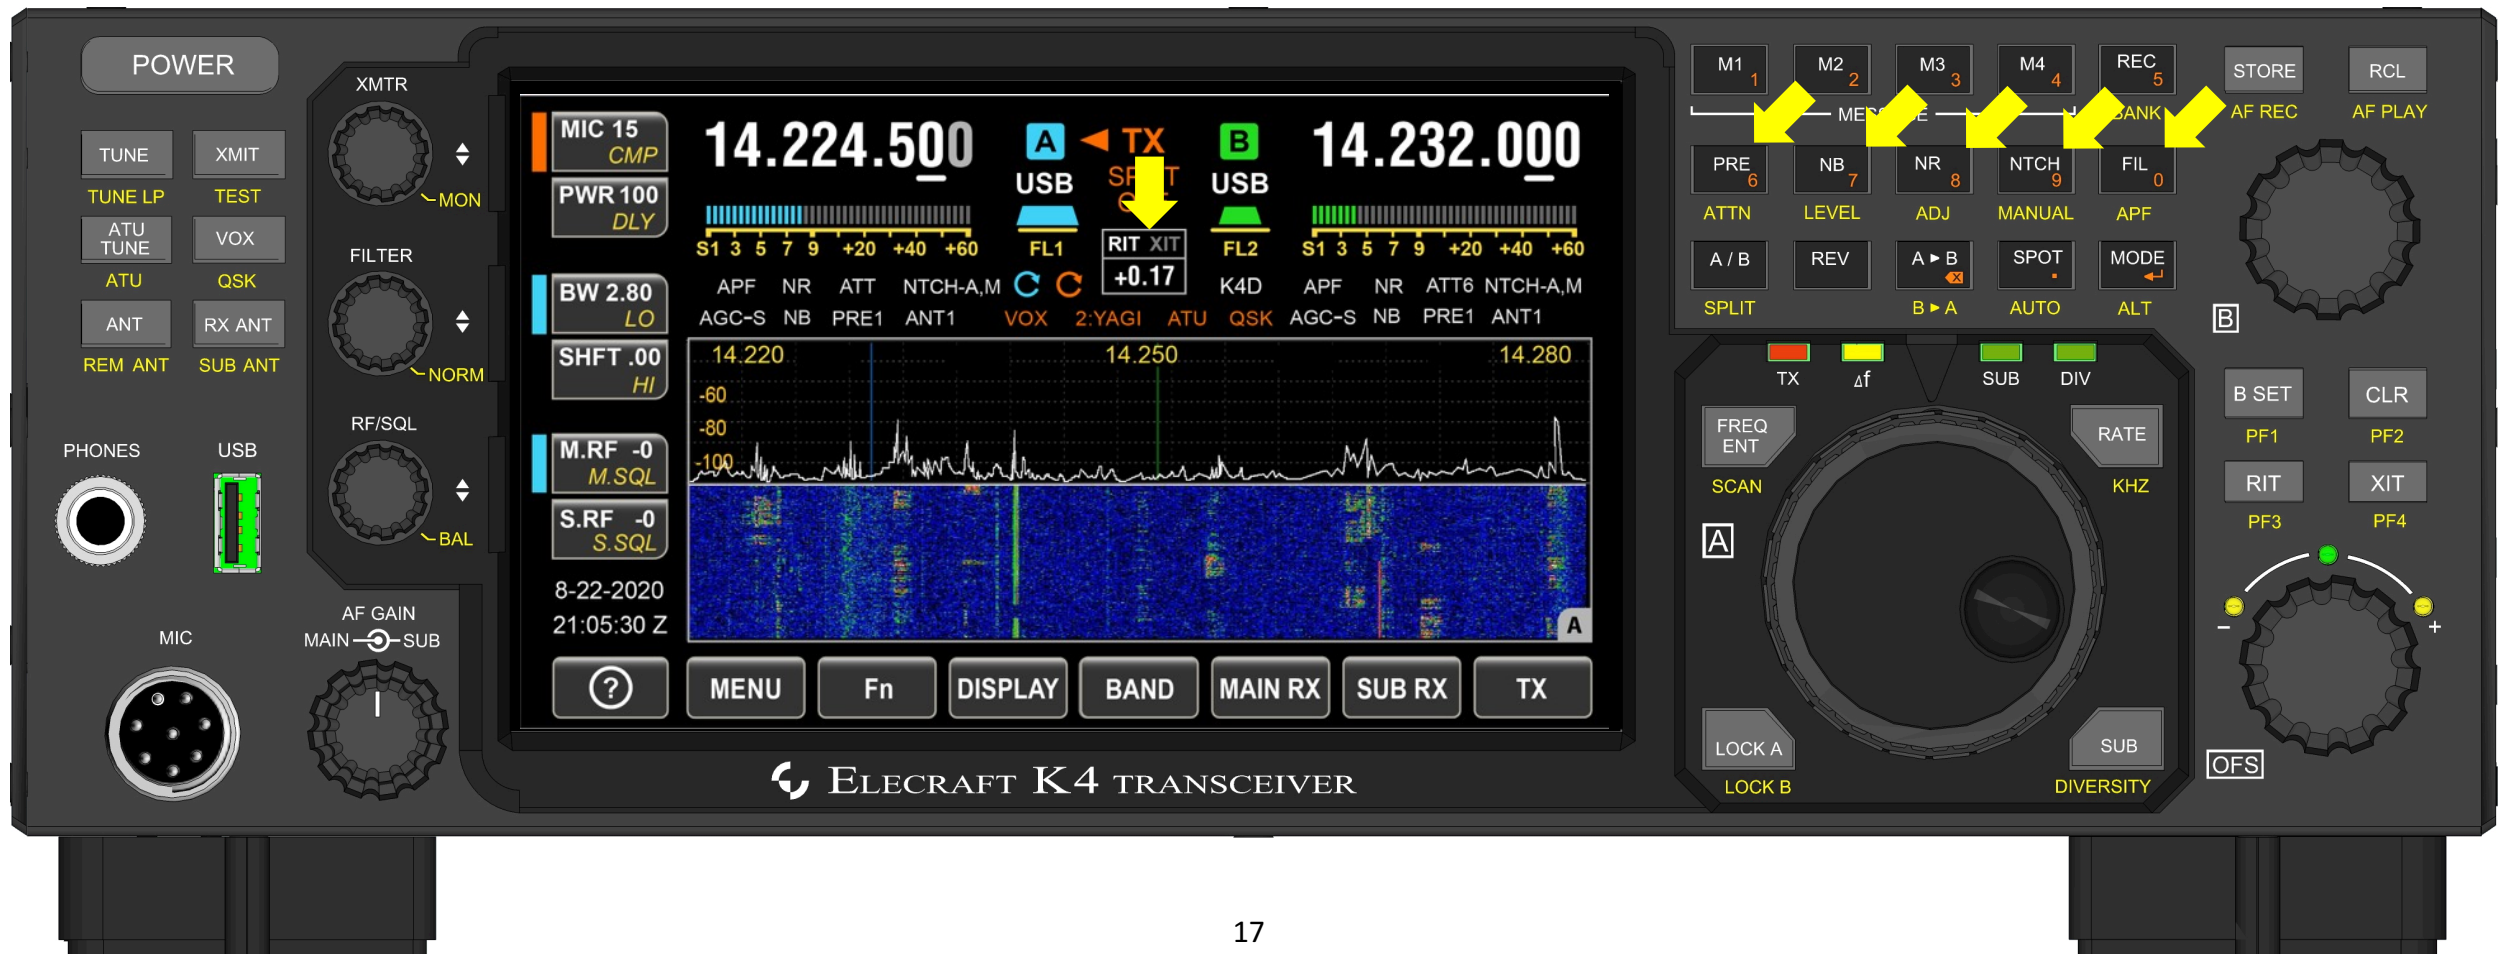 POWER
XMTR
MON
TUNE
XMIT
TUNE LP
TEST
ATU
TUNE
VOX
ATU
QSK
ANT
RX ANT
REM ANT
SUB ANT
FILTER
NORM
RF/SQL
BAL
PHONES
USB
MIC
AF GAIN
MAIN
SUB
MIC 15
CMP
PWR 100
DLY
BW 2.80
LO
SHFT .00
HI
M.RF -0
M.SQL
S.RF -0
S.SQL
8-22-2020
21:05:30 Z
14.224.500
A
TX
B
14.232.000
USB
USB
S1 3 5 7 9 +20 +40 +60
FL1
RIT XIT
+0.17
FL2
S1 3 5 7 9 +20 +40 +60
APF NR ATT NTCH-A,M
K4D
APF NR ATT6 NTCH-A,M
AGC-S NB PRE1 ANT1
VOX 2:YAGI ATU QSK
AGC-S NB PRE1 ANT1
14.220
14.250
14.280
-60
-80
-100
A
?
MENU
Fn
DISPLAY
BAND
MAIN RX
SUB RX
TX
ELECRAFT K4 TRANSCEIVER
M1 1
M2 2
M3 3
M4 4
REC 5
STORE
RCL
BANK
AF REC
AF PLAY
PRE 6
NB 7
NR 8
NTCH 9
FIL 0
ATTN
LEVEL
ADJ
MANUAL
APF
A / B
REV
A ► B
SPOT
MODE
SPLIT
B ► A
AUTO
ALT
B
TX
Δf
SUB
DIV
FREQ
ENT
RATE
SCAN
KHZ
A
LOCK A
SUB
LOCK B
DIVERSITY
B SET
CLR
PF1
PF2
RIT
XIT
PF3
PF4
−
+
OFS
17